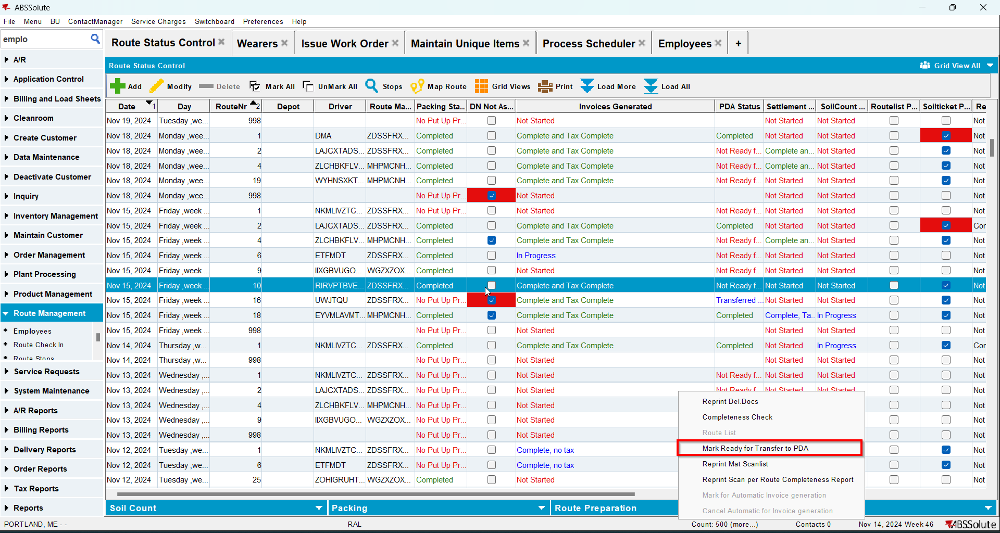 ABSSolute
File Menu BU ContactManager Service Charges Switchboard Preferences Help
emplo
Route Status Control Wearers Issue Work Order Maintain Unique Items Process Scheduler Employees +
Route Status Control Grid View All
Add Modify Delete Mark All UnMark All Stops Map Route Grid Views Print Load More Load All
Date 1 Day RouteNr 2 Depot Driver Route Ma... Packing Sta... DN Not As... Invoices Generated PDA Status Settlement ... SoilCount ... Routelist P... Soilticket P... Re
Nov 19, 2024 Tuesday ,we... 998 No Put Up Pr... Not Started Not Started Not Started Not
Nov 18, 2024 Monday ,wee... 1 DMA ZDSSFRX... Completed Complete and Tax Complete Completed Not Started Not Started Not
Nov 18, 2024 Monday ,wee... 2 LAJCXTADS... ZDSSFRX... Completed Complete and Tax Complete Not Ready f... Complete an... Not Started Not
Nov 18, 2024 Monday ,wee... 4 ZLCHBKFLV... MHPMCNH... Completed Complete and Tax Complete Not Ready f... Complete an... Not Started Not
Nov 18, 2024 Monday ,wee... 19 WYHNSXKT... MHPMCNH... Completed Complete and Tax Complete Not Ready f... Not Started Not Started Not
Nov 18, 2024 Monday ,wee... 998 No Put Up Pr... Not Started Not Started Not Started Not
Nov 15, 2024 Friday ,week ... 1 NKMLIVZTC... ZDSSFRX... No Put Up Pr... Not Started Not Ready f... Not Started Not Started Not
Nov 15, 2024 Friday ,week ... 2 LAJCXTADS... ZDSSFRX... Completed Complete and Tax Complete Completed Not Started Not Started Cor
Nov 15, 2024 Friday ,week ... 4 ZLCHBKFLV... MHPMCNH... Completed Complete and Tax Complete Not Ready f... Complete an... Not Started Not
Nov 15, 2024 Friday ,week ... 6 ETFMDT ZDSSFRX... Completed In Progress Not Ready f... Not Started Not Started Not
Nov 15, 2024 Friday ,week ... 9 IIXGBVUGO... WGZXZOX... Completed Not Started Not Ready f... Not Started Not Started Not
Nov 15, 2024 Friday ,week ... 10 RIRVPTBVE... ZDSSFRX... Completed Complete and Tax Complete Not Ready f... Not Started Not Started Not
Nov 15, 2024 Friday ,week ... 16 UWJTQU ZDSSFRX... No Put Up Pr... Complete and Tax Complete Transferred ... Not Started Not Started Not
Nov 15, 2024 Friday ,week ... 18 EYVMLAVMT... MHPMCNH... Completed Complete and Tax Complete Completed Complete, Ta... In Progress Not
Nov 15, 2024 Friday ,week ... 998 No Put Up Pr... Not Started Not Started Not Started Not
Nov 14, 2024 Thursday ,w... 1 NKMLIVZTC... ZDSSFRX... Completed Complete and Tax Complete Completed Not Started In Progress Cor
Nov 14, 2024 Thursday ,w... 998 No Put Up Pr... Not Started Not Started Not Started Not
Nov 13, 2024 Wednesday ,... 1 NKMLIVZTC... ZDSSFRX... No Put Up Pr... Not Started Not Ready f... Not Started Not Started Not
Nov 13, 2024 Wednesday ,... 2 LAJCXTADS... ZDSSFRX... No Put Up Pr... Not Started Not Ready f... Not Started Not Started Not
Nov 13, 2024 Wednesday ,... 4 ZLCHBKFLV... MHPMCNH... No Put Up Pr... Not Started Not
Nov 13, 2024 Wednesday ,... 9 IIXGBVUGO... WGZXZOX... No Put Up Pr... Not Started Not
Nov 13, 2024 Wednesday ,... 998 No Put Up Pr... Not Started Not
Nov 12, 2024 Tuesday ,we... 1 NKMLIVZTC... ZDSSFRX... No Put Up Pr... Complete, no tax Not
Nov 12, 2024 Tuesday ,we... 6 ETFMDT ZDSSFRX... No Put Up Pr... Complete, no tax Not
Nov 12, 2024 Tuesday ,we... 25 ZOHIGRUHT... WGZXZOX... Completed Not Started Not
A/R
Application Control
Billing and Load Sheets
Cleanroom
Create Customer
Data Maintenance
Deactivate Customer
Inquiry
Inventory Management
Maintain Customer
Order Management
Plant Processing
Product Management
Route Management
Employees
Route Check In
Route Stops
Service Requests
System Maintenance
A/R Reports
Billing Reports
Delivery Reports
Order Reports
Tax Reports
Reports
Reprint Del.Docs
Completeness Check
Route List
Mark Ready for Transfer to PDA
Reprint Mat Scanlist
Reprint Scan per Route Completeness Report
Mark for Automatic Invoice generation
Cancel Automatic for Invoice generation
Soil Count Packing Route Preparation
PORTLAND, ME - - RAL Count: 500 (more...) Contacts 0 Nov 14, 2024 Week 46 ABSSolute